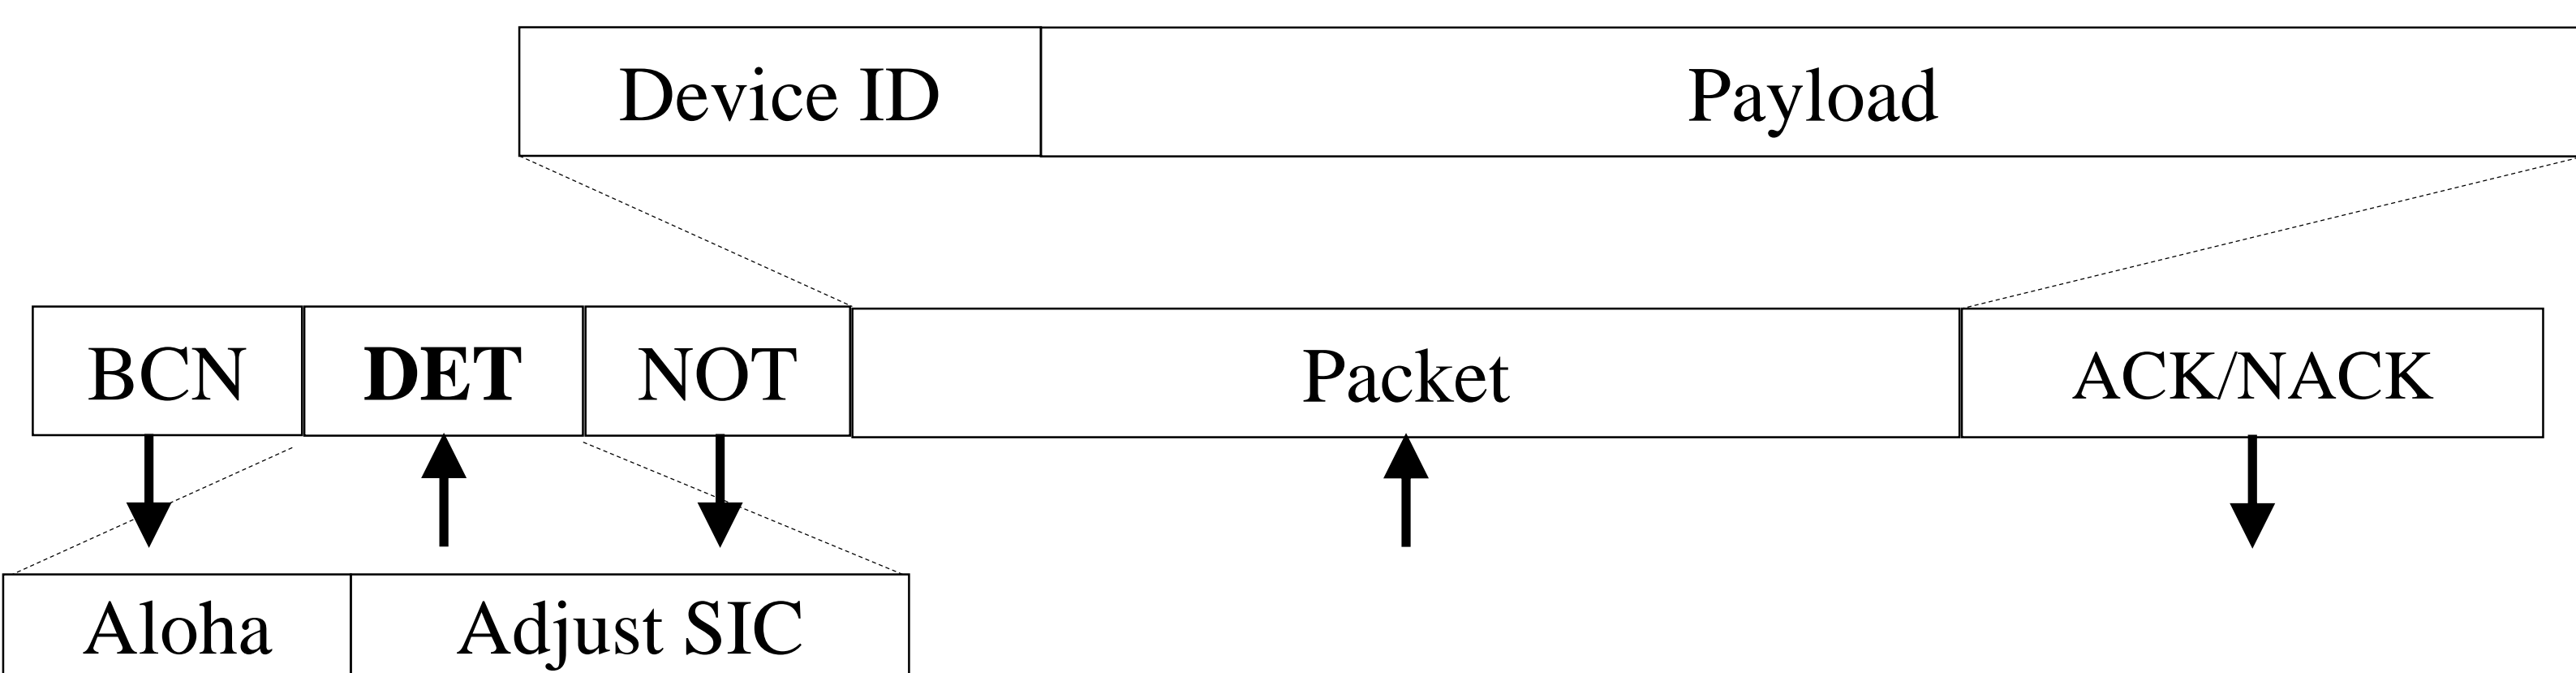 Device ID Payload
BCN DET NOT Packet ACK/NACK
Aloha Adjust SIC